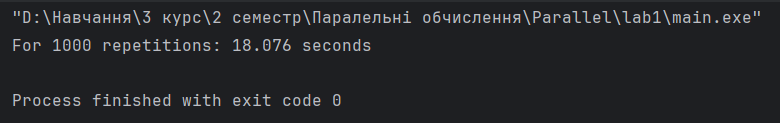 "D:\Навчання\3 курс\2 семестр\Паралельні обчислення\Parallel\lab1\main.exe"
For 1000 repetitions: 18.076 seconds
Process finished with exit code 0